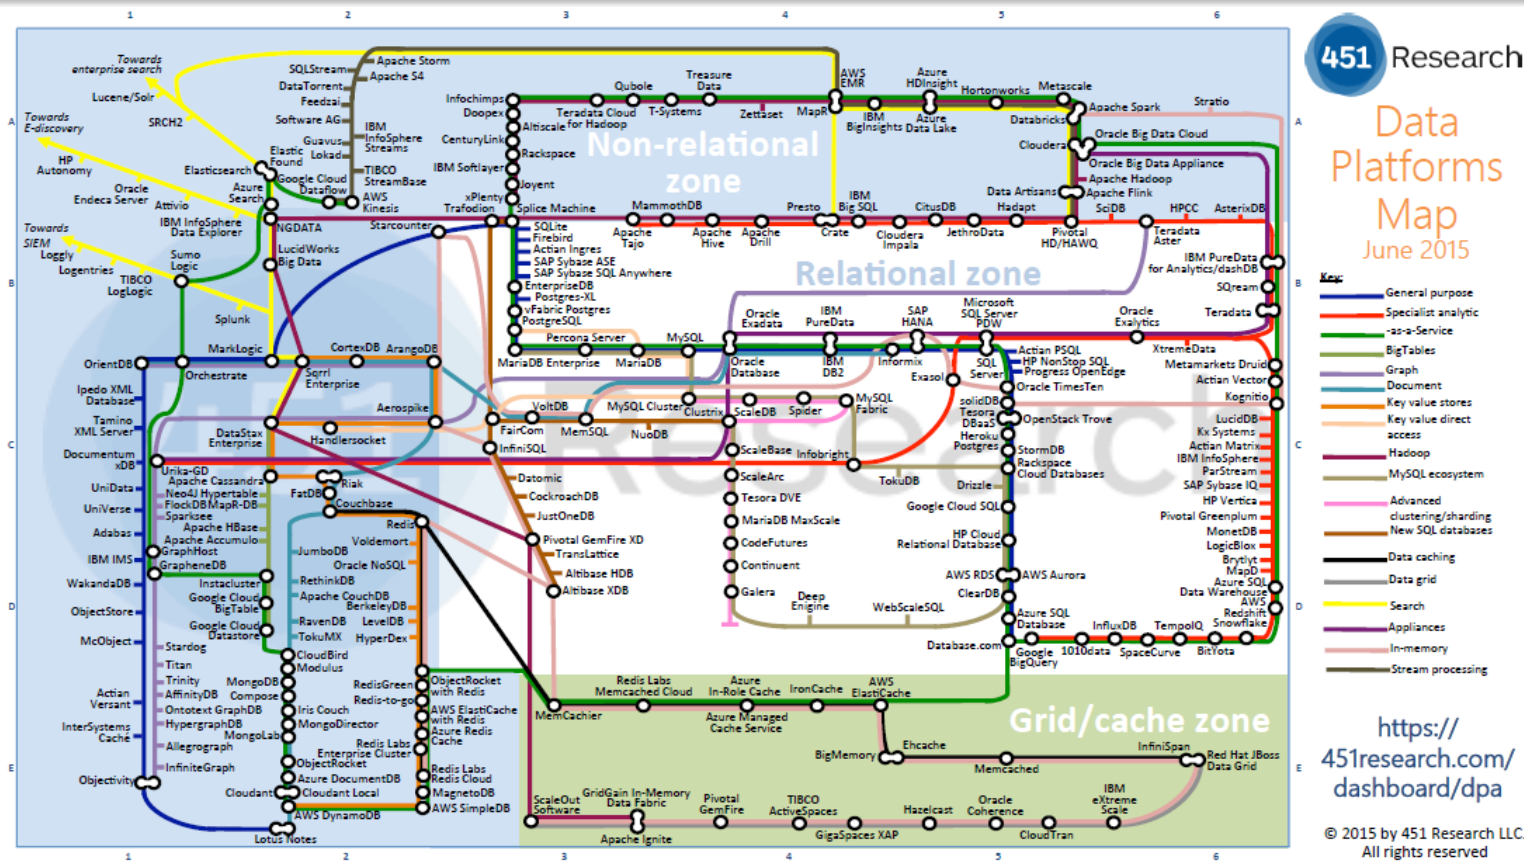 1 2 3 4 5 6
Towards
enterprise search
Lucene/Solr
SRCH2
Towards
E-discovery
HP
Autonomy
Oracle
Endeca Server
Attivio
IBM InfoSphere
Data Explorer
Towards
SIEM
Loggly
Logentries
TIBCO
LogLogic
Sumo
Logic
Splunk
SQLStream
DataTorrent
Feedzai
Software AG
Guavus
Lokad
Apache Storm
Apache S4
IBM
InfoSphere
Streams
TIBCO
StreamBase
AWS
Kinesis
Elastic
Found
Elasticsearch
Google Cloud
Dataflow
Azure
Search
NGDATA
LucidWorks
Big Data
Starcounter
Infochimps
Doopex
Altiscale
CenturyLink
Rackspace
IBM Softlayer
Joyent
xPlenty
Trafodion
Splice Machine
Qubole
Treasure
Data
Teradata Cloud
for Hadoop
T-Systems
Zettaset
MapR
AWS
EMR
IBM
BigInsights
Azure
HDInsight
Azure
Data Lake
Hortonworks
Metascale
Apache Spark
Databricks
Stratio
Oracle Big Data Cloud
Cloudera
Oracle Big Data Appliance
Apache Hadoop
Data Artisans
Apache Flink
Non-relational
zone
MammothDB
Presto
IBM
Big SQL
CitusDB
Hadapt
SciDB
HPCC
AsterixDB
Apache
Tajo
Apache
Hive
Apache
Drill
Crate
Cloudera
Impala
JethroData
Pivotal
HD/HAWQ
Teradata
Aster
IBM PureData
for Analytics/dashDB
SQream
Teradata
Relational zone
SQLite
Firebird
Actian Ingres
SAP Sybase ASE
SAP Sybase SQL Anywhere
EnterpriseDB
Postgres-XL
vFabric Postgres
PostgreSQL
Percona Server
MySQL
MariaDB Enterprise
MariaDB
Oracle
Exadata
IBM
PureData
SAP
HANA
Microsoft
SQL Server
PDW
Oracle
Exalytics
XtremeData
Oracle
Database
IBM
DB2
Informix
SQL
Server
Exasol
Actian PSQL
HP NonStop SQL
Progress OpenEdge
Oracle TimesTen
solidDB
Tesora
DBaaS
OpenStack Trove
Heroku
Postgres
StormDB
Rackspace
Cloud Databases
Drizzle
Google Cloud SQL
HP Cloud
Relational Database
AWS RDS
AWS Aurora
ClearDB
Azure SQL
Database
Database.com
Google
BigQuery
1010data
InfluxDB
SpaceCurve
TempoIQ
BitYota
Metamarkets Druid
Actian Vector
Kognitio
LucidDB
Kx Systems
Actian Matrix
IBM InfoSphere
ParStream
SAP Sybase IQ
HP Vertica
Pivotal Greenplum
MonetDB
LogicBlox
Brytlyt
MapD
Azure SQL
Data Warehouse
AWS
Redshift
Snowflake
OrientDB
Orchestrate
MarkLogic
CortexDB
ArangoDB
Sqrrl
Enterprise
Ipedo XML
Database
Tamino
XML Server
Documentum
xDB
UniData
UniVerse
Adabas
IBM IMS
WakandaDB
ObjectStore
McObject
Actian
Versant
InterSystems
Caché
Objectivity
Aerospike
DataStax
Enterprise
Handlersocket
Urika-GD
Apache Cassandra
Neo4J
Hypertable
FlockDB
MapR-DB
Sparksee
Apache HBase
Apache Accumulo
GraphHost
GrapheneDB
Instacluster
Google Cloud
BigTable
Google Cloud
Datastore
Stardog
Titan
Trinity
AffinityDB
Ontotext GraphDB
HypergraphDB
Allegrograph
InfiniteGraph
Riak
FatDB
Couchbase
Redis
Voldemort
Oracle NoSQL
JumboDB
RethinkDB
Apache CouchDB
BerkeleyDB
RavenDB
LevelDB
TokuMX
HyperDex
CloudBird
Modulus
MongoDB
Compose
Iris Couch
MongoDirector
MongoLab
ObjectRocket
Azure DocumentDB
Cloudant
Cloudant Local
AWS DynamoDB
Lotus Notes
RedisGreen
Redis-to-go
ObjectRocket
with Redis
AWS ElastiCache
with Redis
Azure Redis
Cache
Redis Labs
Enterprise Cluster
Redis Labs
Redis Cloud
MagnetoDB
AWS SimpleDB
VoltDB
FairCom
MemSQL
MySQL Cluster
NuoDB
Clustrix
ScaleDB
Spider
MySQL
Fabric
InfiniSQL
Datomic
CockroachDB
JustOneDB
Pivotal GemFire XD
TransLattice
Altibase HDB
Altibase XDB
ScaleBase
ScaleArc
Tesora DVE
MariaDB MaxScale
CodeFutures
Continuent
Galera
Infobright
TokuDB
Deep
Engine
WebScaleSQL
451 Research
Grid/cache zone
MemCachier
Redis Labs
Memcached Cloud
Azure
In-Role Cache
IronCache
AWS
ElastiCache
Azure Managed
Cache Service
BigMemory
Ehcache
Memcached
InfiniSpan
Red Hat JBoss
Data Grid
ScaleOut
Software
GridGain In-Memory
Data Fabric
Apache Ignite
Pivotal
GemFire
TIBCO
ActiveSpaces
GigaSpaces XAP
Hazelcast
Oracle
Coherence
CloudTran
IBM
eXtreme
Scale
A
B
C
D
E
A
B
C
D
E
1 2 3 4 5 6
451 Research
Data
Platforms
Map
June 2015
Key:
General purpose
Specialist analytic
-as-a-Service
BigTables
Graph
Document
Key value stores
Key value direct
access
Hadoop
MySQL ecosystem
Advanced
clustering/sharding
New SQL databases
Data caching
Data grid
Search
Appliances
In-memory
Stream processing
https://
451research.com/
dashboard/dpa
© 2015 by 451 Research LLC.
All rights reserved